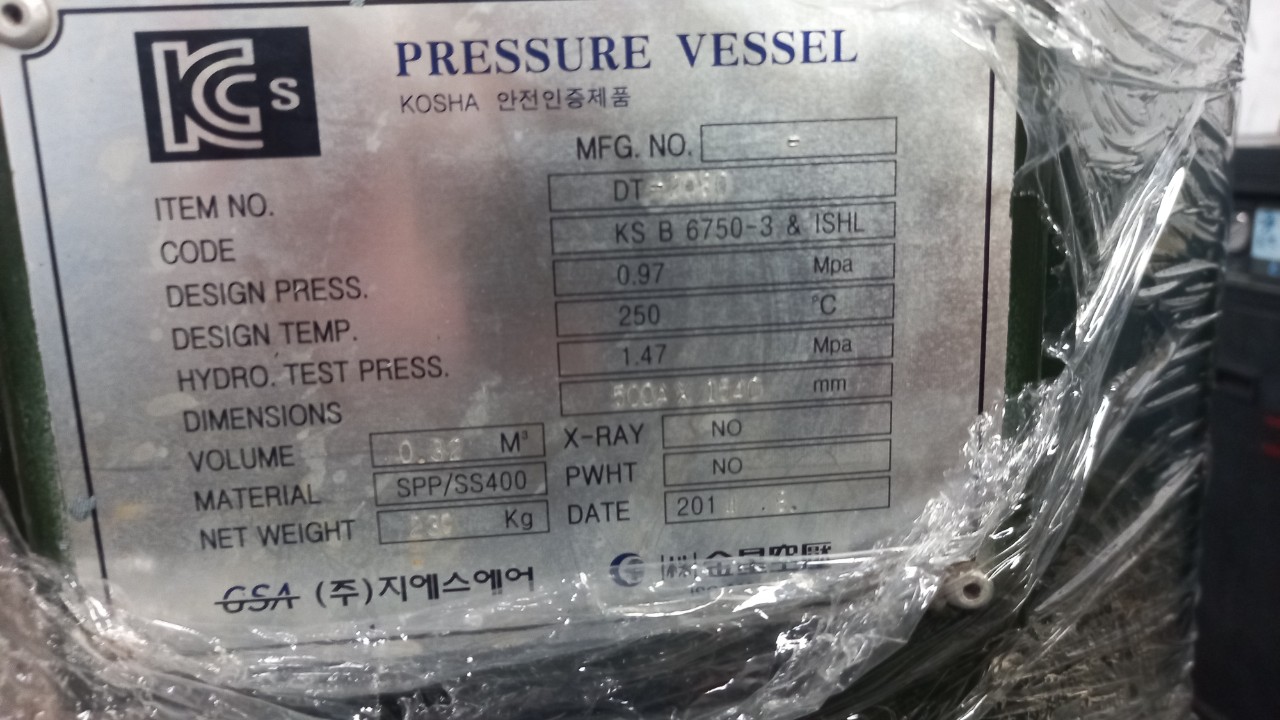 KCs PRESSURE VESSEL
KOSHA 안전인증제품
MFG. NO. -
ITEM NO. DT
CODE KS B 6750-3 & ISHL
DESIGN PRESS. 0.97 Mpa
DESIGN TEMP. 250 °C
HYDRO. TEST PRESS. 1.47 Mpa
DIMENSIONS mm
VOLUME M³ X-RAY NO
MATERIAL SPP/SS400 PWHT NO
NET WEIGHT Kg DATE 201
GSA (주)지에스에어